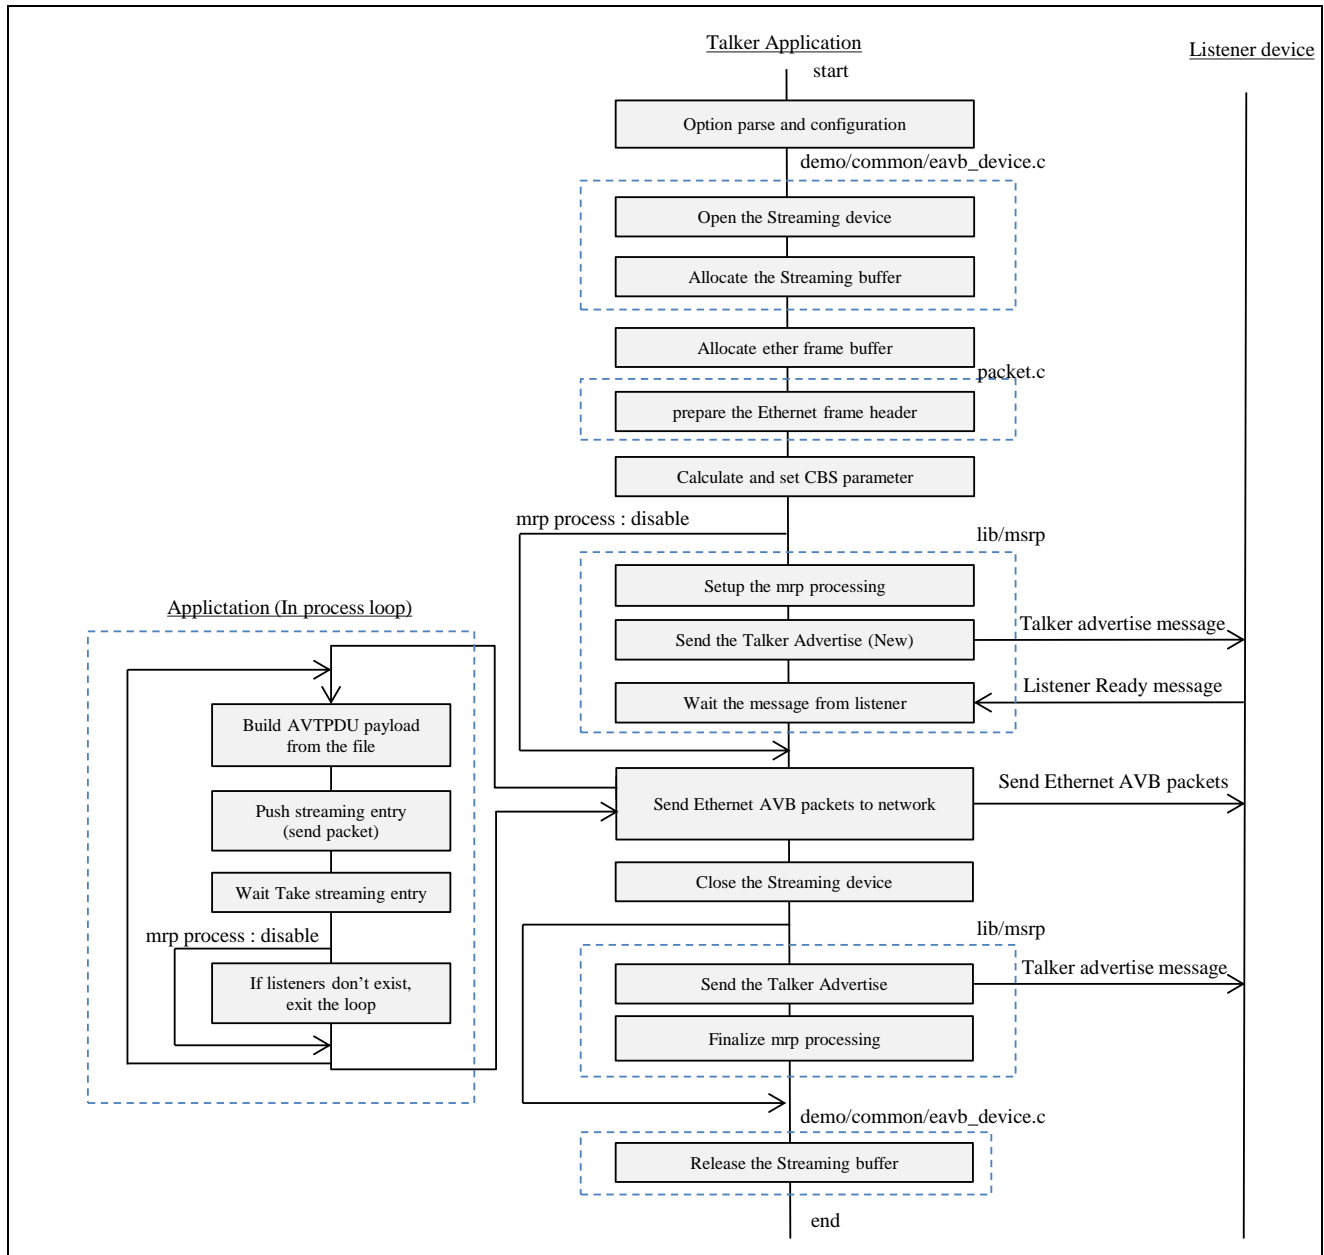 Talker Application
Listener device
start
Option parse and configuration
demo/common/eavb_device.c
Open the Streaming device
Allocate the Streaming buffer
Allocate ether frame buffer
packet.c
prepare the Ethernet frame header
Calculate and set CBS parameter
mrp process : disable
lib/msrp
Setup the mrp processing
Send the Talker Advertise (New)
Talker advertise message
Wait the message from listener
Listener Ready message
Send Ethernet AVB packets to network
Send Ethernet AVB packets
Applictation (In process loop)
Build AVTPDU payload
from the file
Push streaming entry
(send packet)
Wait Take streaming entry
mrp process : disable
If listeners don't exist,
exit the loop
Close the Streaming device
lib/msrp
Send the Talker Advertise
Talker advertise message
Finalize mrp processing
demo/common/eavb_device.c
Release the Streaming buffer
end